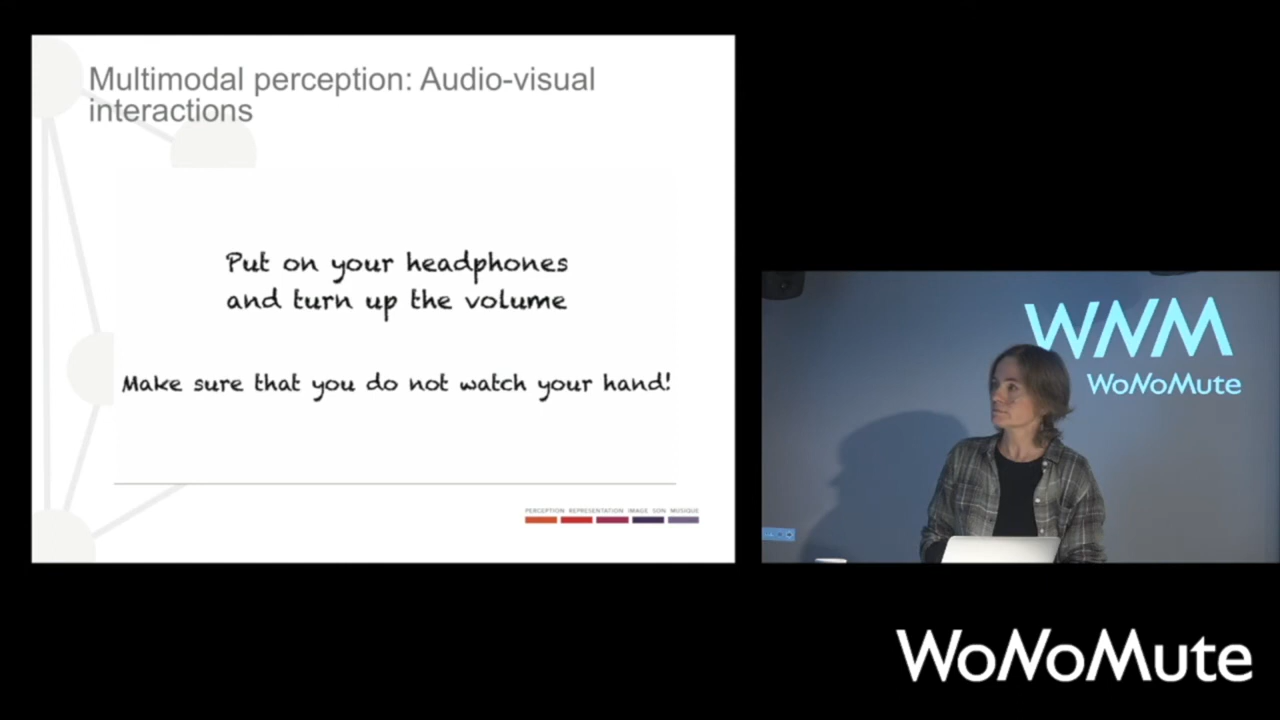 Multimodal perception: Audio-visual
interactions
Put on your headphones
and turn up the volume
Make sure that you do not watch your hand!
PERCEPTION REPRESENTATION IMAGE SON MUSIQUE
WNM
WoNoMute
WoNoMute